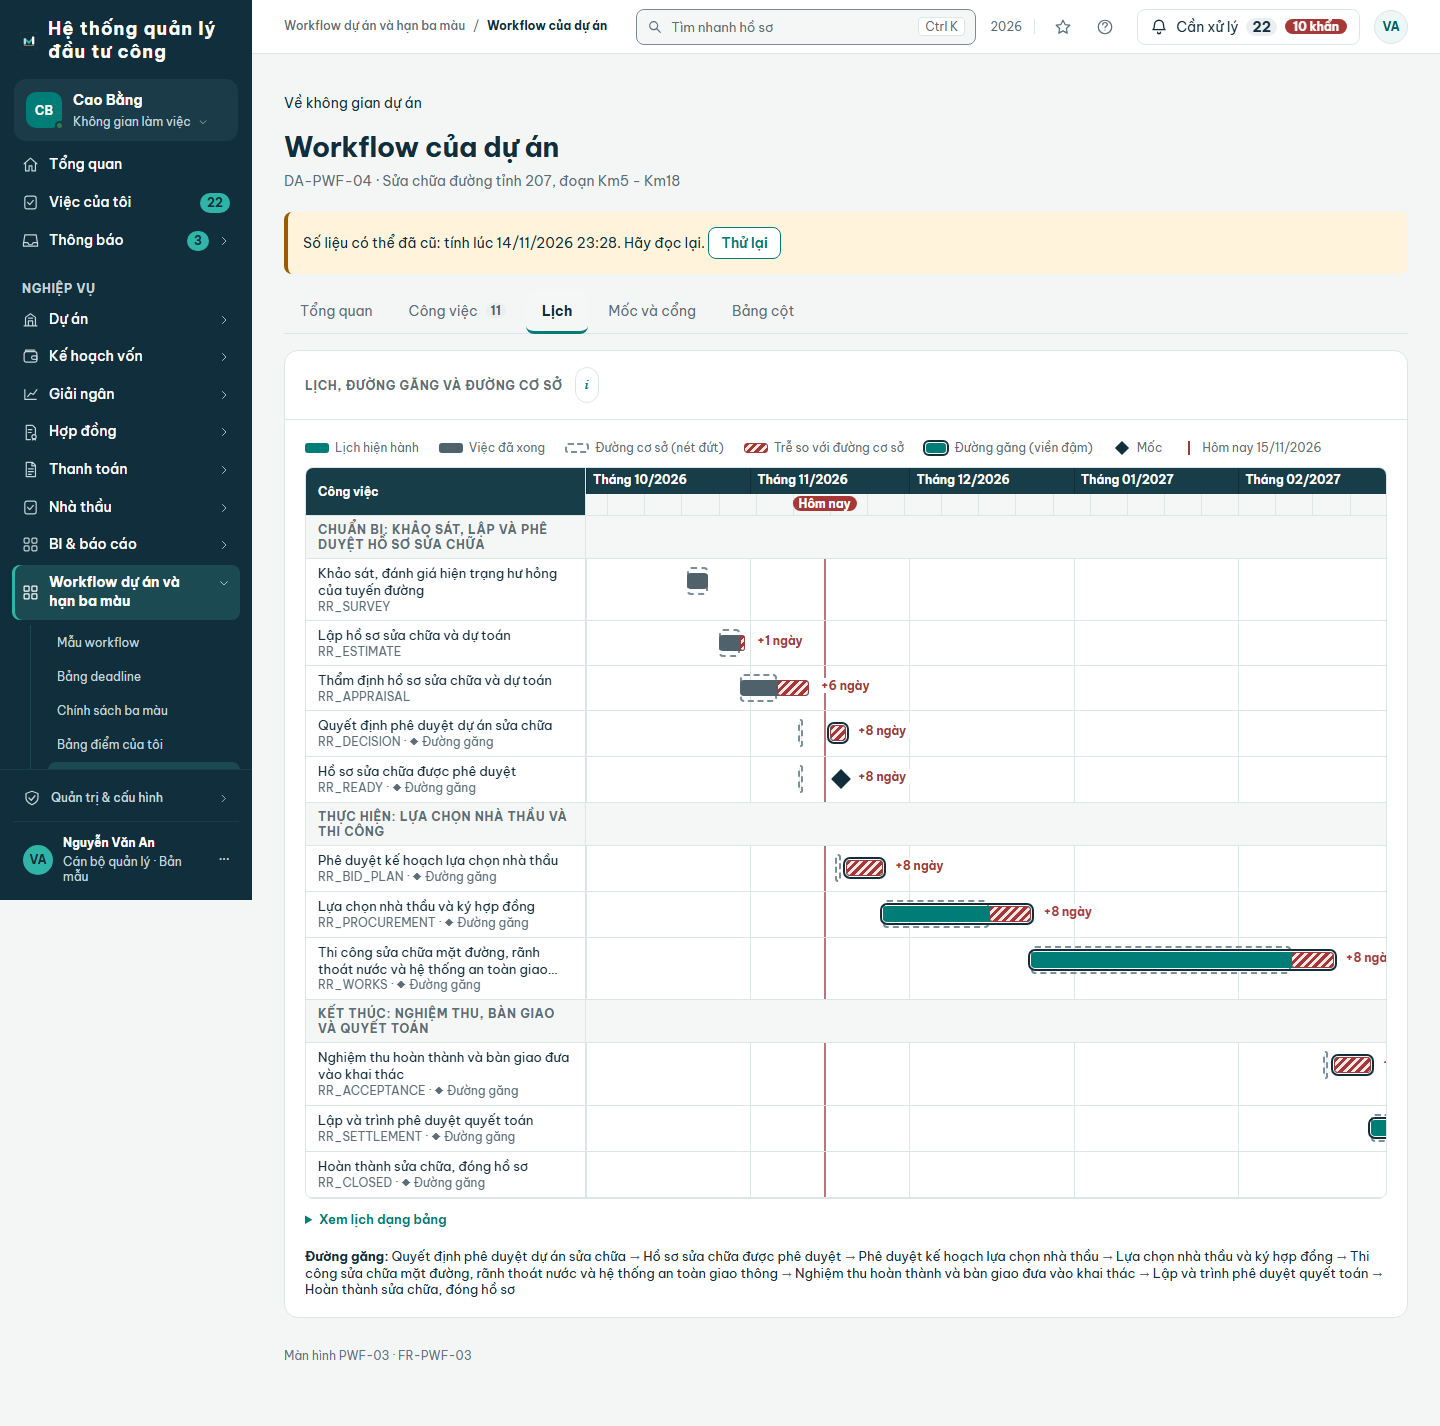 Hệ thống quản lý
đầu tư công
CB
Cao Bằng
Không gian làm việc
Tổng quan
Việc của tôi 22
Thông báo 3
NGHIỆP VỤ
Dự án
Kế hoạch vốn
Giải ngân
Hợp đồng
Thanh toán
Nhà thầu
BI & báo cáo
Workflow dự án và
hạn ba màu
Mẫu workflow
Bảng deadline
Chính sách ba màu
Bảng điểm của tôi
Quản trị & cấu hình
VA
Nguyễn Văn An
Cán bộ quản lý · Bản
mẫu
Workflow dự án và hạn ba màu / Workflow của dự án
Tìm nhanh hồ sơ Ctrl K
2026
Cần xử lý 22 10 khẩn
VA
Về không gian dự án
Workflow của dự án
DA-PWF-04 · Sửa chữa đường tỉnh 207, đoạn Km5 - Km18
Số liệu có thể đã cũ: tính lúc 14/11/2026 23:28. Hãy đọc lại. Thử lại
Tổng quan Công việc 11 Lịch Mốc và cổng Bảng cột
LỊCH, ĐƯỜNG GĂNG VÀ ĐƯỜNG CƠ SỞ i
Lịch hiện hành Việc đã xong Đường cơ sở (nét đứt) Trễ so với đường cơ sở Đường găng (viền đậm) Mốc Hôm nay 15/11/2026
Công việc Tháng 10/2026 Tháng 11/2026 Tháng 12/2026 Tháng 01/2027 Tháng 02/2027
Hôm nay
CHUẨN BỊ: KHẢO SÁT, LẬP VÀ PHÊ
DUYỆT HỒ SƠ SỬA CHỮA
Khảo sát, đánh giá hiện trạng hư hỏng
của tuyến đường
RR_SURVEY
Lập hồ sơ sửa chữa và dự toán
RR_ESTIMATE
+1 ngày
Thẩm định hồ sơ sửa chữa và dự toán
RR_APPRAISAL
+6 ngày
Quyết định phê duyệt dự án sửa chữa
RR_DECISION · ◆ Đường găng
+8 ngày
Hồ sơ sửa chữa được phê duyệt
RR_READY · ◆ Đường găng
+8 ngày
THỰC HIỆN: LỰA CHỌN NHÀ THẦU VÀ
THI CÔNG
Phê duyệt kế hoạch lựa chọn nhà thầu
RR_BID_PLAN · ◆ Đường găng
+8 ngày
Lựa chọn nhà thầu và ký hợp đồng
RR_PROCUREMENT · ◆ Đường găng
+8 ngày
Thi công sửa chữa mặt đường, rãnh
thoát nước và hệ thống an toàn giao...
RR_WORKS · ◆ Đường găng
+8 ngà
KẾT THÚC: NGHIỆM THU, BÀN GIAO
VÀ QUYẾT TOÁN
Nghiệm thu hoàn thành và bàn giao đưa
vào khai thác
RR_ACCEPTANCE · ◆ Đường găng
Lập và trình phê duyệt quyết toán
RR_SETTLEMENT · ◆ Đường găng
Hoàn thành sửa chữa, đóng hồ sơ
RR_CLOSED · ◆ Đường găng
▶ Xem lịch dạng bảng
Đường găng: Quyết định phê duyệt dự án sửa chữa → Hồ sơ sửa chữa được phê duyệt → Phê duyệt kế hoạch lựa chọn nhà thầu → Lựa chọn nhà thầu và ký hợp đồng → Thi
công sửa chữa mặt đường, rãnh thoát nước và hệ thống an toàn giao thông → Nghiệm thu hoàn thành và bàn giao đưa vào khai thác → Lập và trình phê duyệt quyết toán →
Hoàn thành sửa chữa, đóng hồ sơ
Màn hình PWF-03 · FR-PWF-03